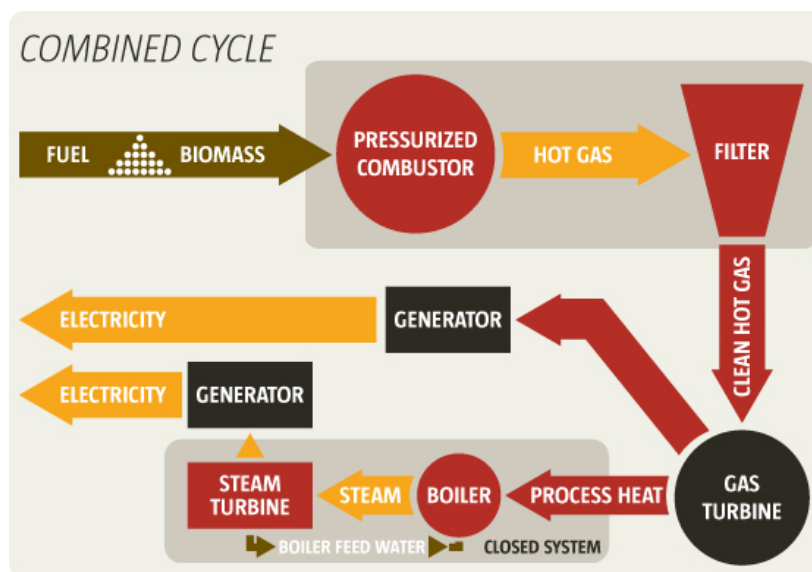 COMBINED CYCLE
FUEL BIOMASS
PRESSURIZED
COMBUSTOR
HOT GAS
FILTER
CLEAN HOT GAS
ELECTRICITY
GENERATOR
ELECTRICITY
GENERATOR
STEAM
TURBINE
STEAM
BOILER
PROCESS HEAT
GAS
TURBINE
BOILER FEED WATER
CLOSED SYSTEM